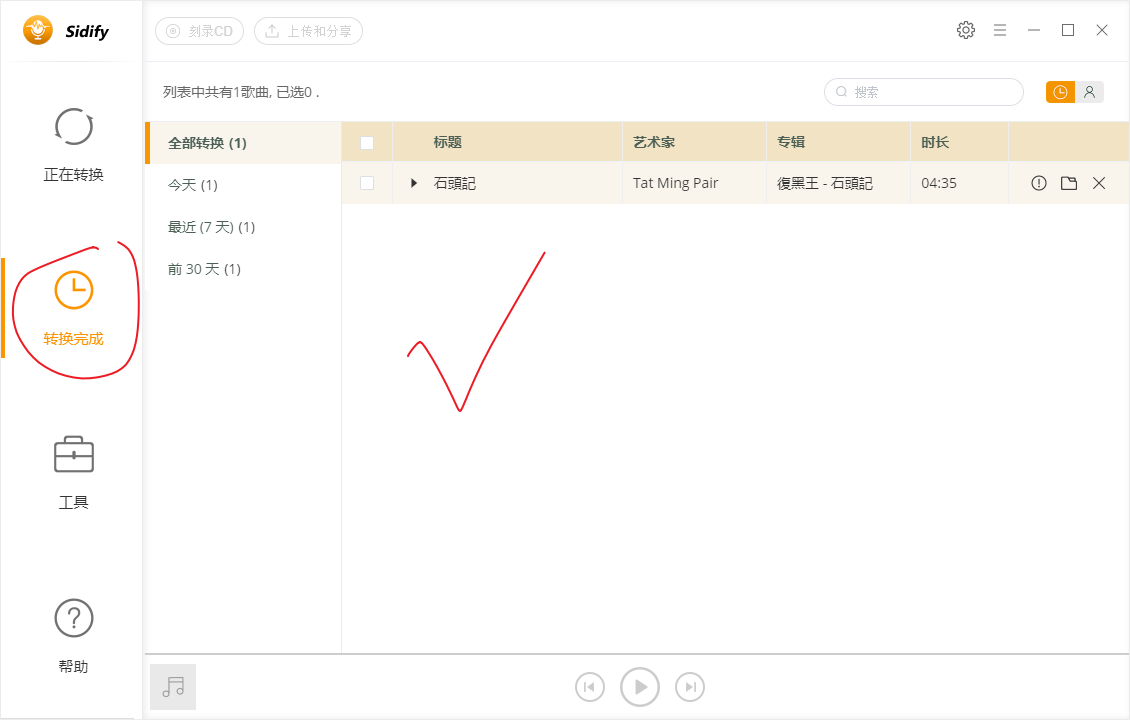 Sidify
刻录CD
上传和分享
列表中共有1歌曲, 已选0 .
搜索
正在转换
转换完成
工具
帮助
全部转换 (1)
今天 (1)
最近 (7 天) (1)
前 30 天 (1)
标题 艺术家 专辑 时长
石頭記 Tat Ming Pair 復黑王 - 石頭記 04:35